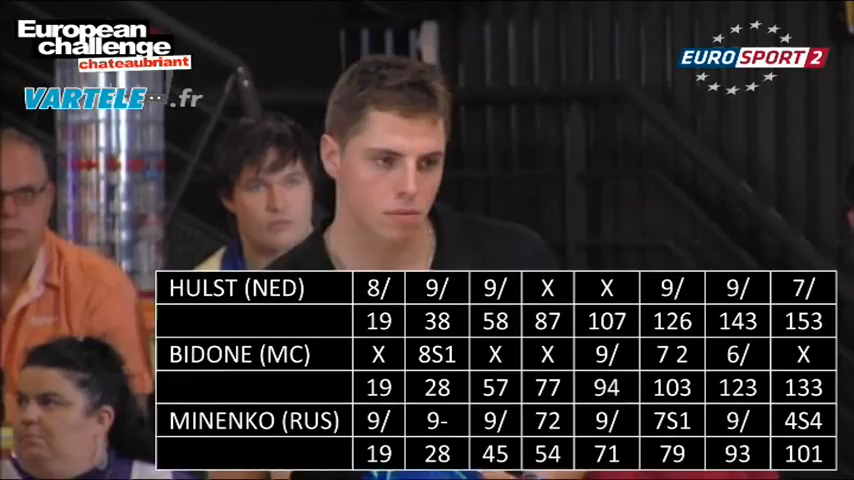 European
challenge
chateaubriant
VARTELE.fr
EUROSPORT 2
HULST (NED) 8/ 9/ 9/ X X 9/ 9/ 7/
19 38 58 87 107 126 143 153
BIDONE (MC) X 8S1 X X 9/ 7 2 6/ X
19 28 57 77 94 103 123 133
MINENKO (RUS) 9/ 9- 9/ 72 9/ 7S1 9/ 4S4
19 28 45 54 71 79 93 101